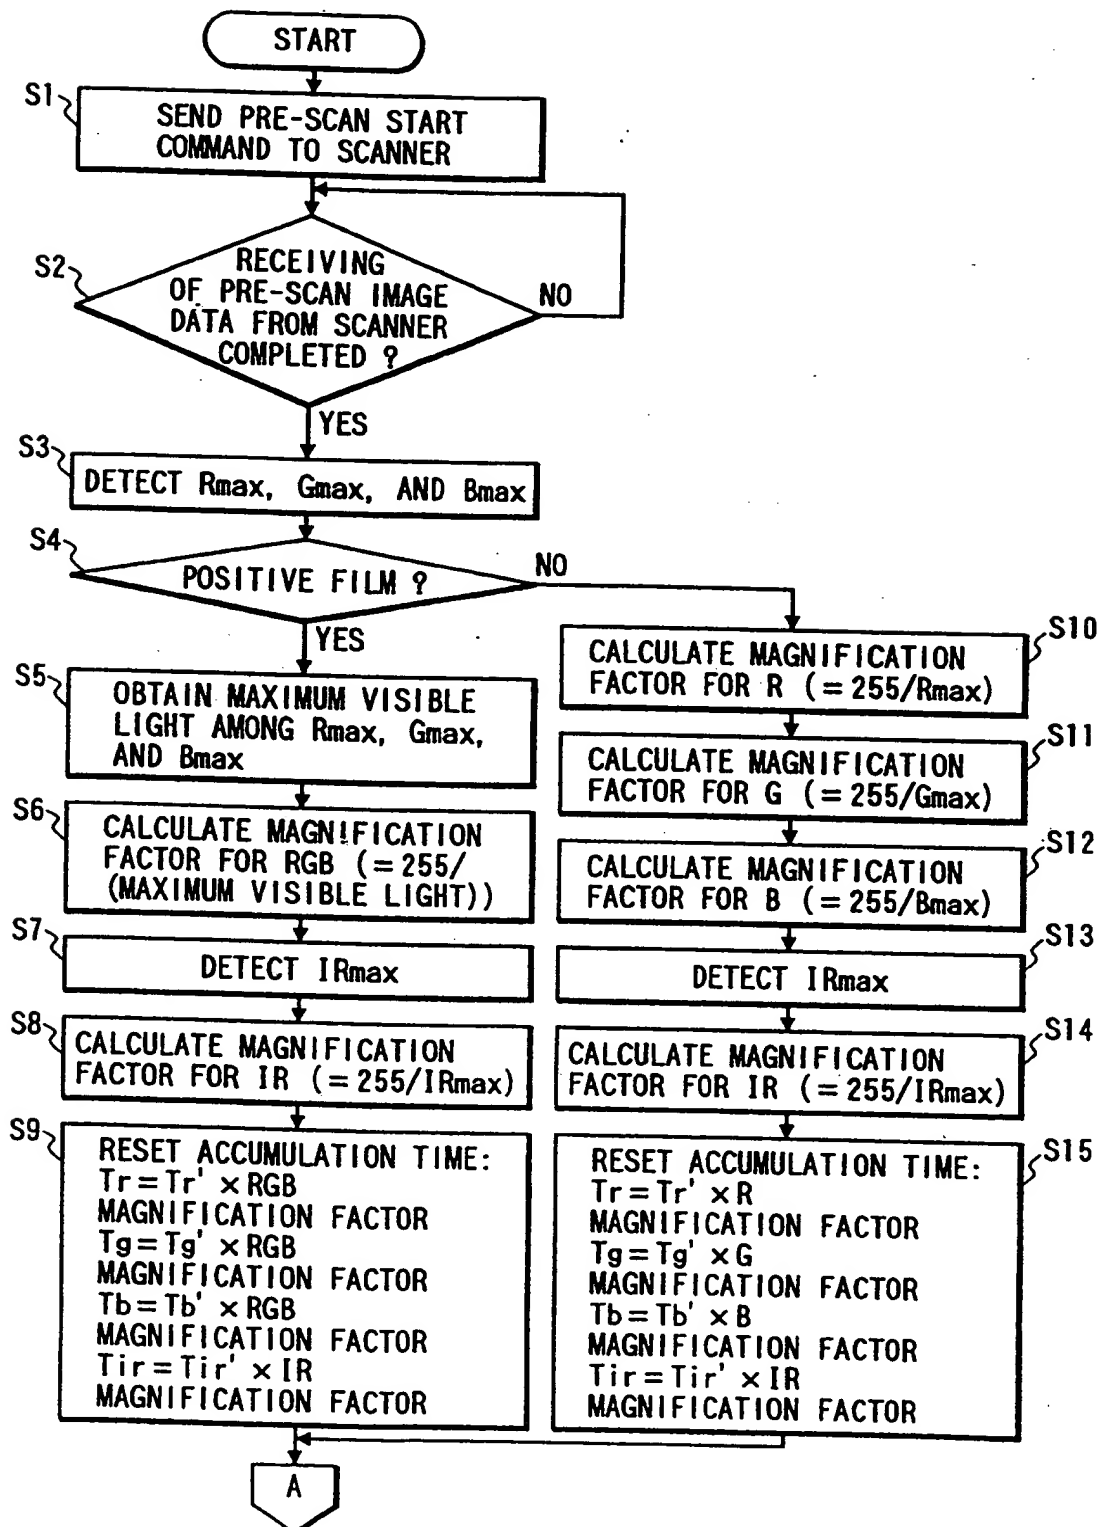 START
S1
SEND PRE-SCAN START
COMMAND TO SCANNER
S2
RECEIVING
OF PRE-SCAN IMAGE
DATA FROM SCANNER
COMPLETED ?
NO
YES
S3
DETECT Rmax, Gmax, AND Bmax
S4
POSITIVE FILM ?
NO
YES
S5
OBTAIN MAXIMUM VISIBLE
LIGHT AMONG Rmax, Gmax,
AND Bmax
S6
CALCULATE MAGNIFICATION
FACTOR FOR RGB (=255/
(MAXIMUM VISIBLE LIGHT))
S7
DETECT IRmax
S8
CALCULATE MAGNIFICATION
FACTOR FOR IR (=255/IRmax)
S9
RESET ACCUMULATION TIME:
Tr=Tr' ×RGB
MAGNIFICATION FACTOR
Tg=Tg' ×RGB
MAGNIFICATION FACTOR
Tb=Tb' ×RGB
MAGNIFICATION FACTOR
Tir=Tir' ×IR
MAGNIFICATION FACTOR
S10
CALCULATE MAGNIFICATION
FACTOR FOR R (=255/Rmax)
S11
CALCULATE MAGNIFICATION
FACTOR FOR G (=255/Gmax)
S12
CALCULATE MAGNIFICATION
FACTOR FOR B (=255/Bmax)
S13
DETECT IRmax
S14
CALCULATE MAGNIFICATION
FACTOR FOR IR (=255/IRmax)
S15
RESET ACCUMULATION TIME:
Tr=Tr' ×R
MAGNIFICATION FACTOR
Tg=Tg' ×G
MAGNIFICATION FACTOR
Tb=Tb' ×B
MAGNIFICATION FACTOR
Tir=Tir' ×IR
MAGNIFICATION FACTOR
A